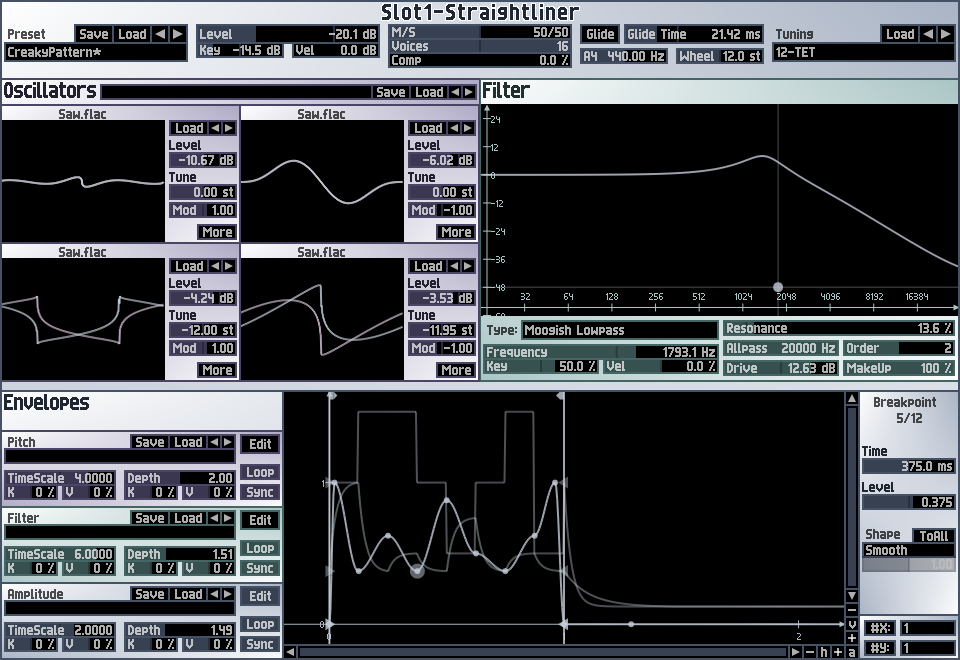 Slot1-Straightliner
Preset Save Load
CreakyPattern*
Level -20.1 dB
Key -14.5 dB Vel 0.0 dB
M/S 50/50
Voices 16
Comp 0.0 %
Glide Glide Time 21.42 ms
A4 440.00 Hz Wheel 12.0 st
Tuning Load
12-TET
Oscillators Save Load
Saw.flac
Load
Level
-10.67 dB
Tune
0.00 st
Mod 1.00
More
Saw.flac
Load
Level
-6.02 dB
Tune
0.00 st
Mod -1.00
More
Saw.flac
Load
Level
-4.24 dB
Tune
-12.00 st
Mod 1.00
More
Saw.flac
Load
Level
-3.53 dB
Tune
-11.95 st
Mod -1.00
More
Filter
24
12
0
-12
-24
-36
-48
32 64 128 256 512 1024 2048 4096 8192 16384
Type: Moogish Lowpass
Frequency 1793.1 Hz
Key 50.0 % Vel 0.0 %
Resonance 13.6 %
Allpass 20000 Hz Order 2
Drive 12.63 dB MakeUp 100 %
Envelopes
Pitch Save Load Edit
Loop
TimeScale 4.0000 Depth 2.00
K 0 % V 0 % K 0 % V 0 % Sync
Filter Save Load Edit
Loop
TimeScale 6.0000 Depth 1.51
K 0 % V 0 % K 0 % V 0 % Sync
Amplitude Save Load Edit
Loop
TimeScale 2.0000 Depth 1.49
K 0 % V 0 % K 0 % V 0 % Sync
1
0
0 2
- v +
- h + a
Breakpoint
5/12
Time
375.0 ms
Level
0.375
Shape ToAll
Smooth
1.00
#X: 1
#Y: 1